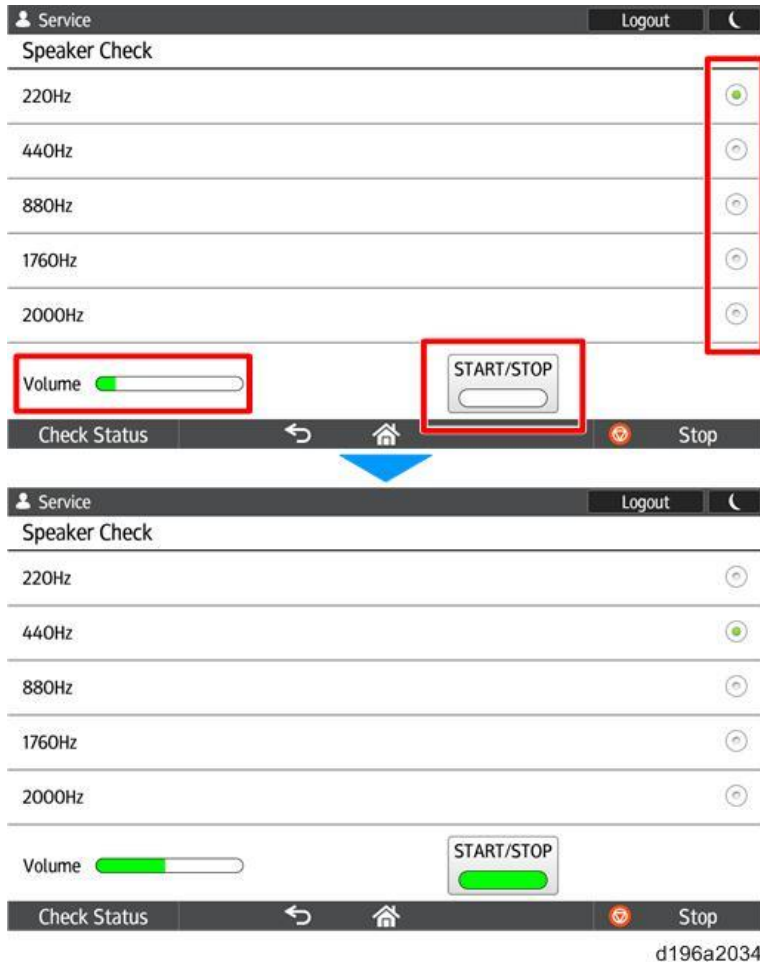 Service Logout
Speaker Check
220Hz
440Hz
880Hz
1760Hz
2000Hz
Volume START/STOP
Check Status Stop
Service Logout
Speaker Check
220Hz
440Hz
880Hz
1760Hz
2000Hz
Volume START/STOP
Check Status Stop
d196a2034